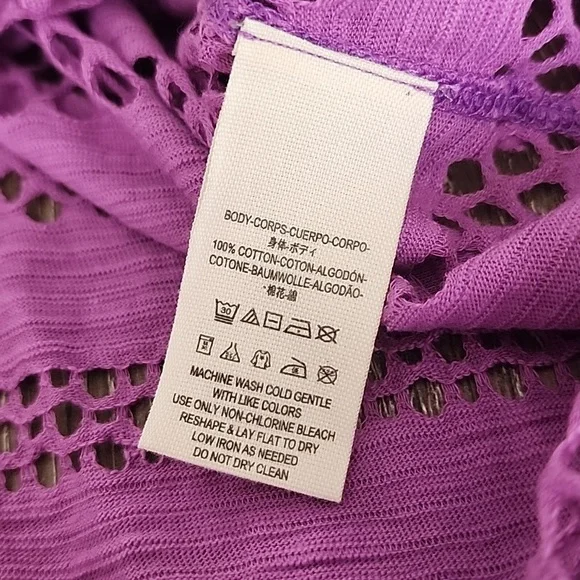 BODY-CORPS-CUERPO-CORPO-
身体-ボディ
100% COTTON-COTON-ALGODÓN-
COTONE-BAUMWOLLE-ALGODÃO-
棉花-綿
30
MACHINE WASH COLD GENTLE
WITH LIKE COLORS
USE ONLY NON-CHLORINE BLEACH
RESHAPE & LAY FLAT TO DRY
LOW IRON AS NEEDED
DO NOT DRY CLEAN